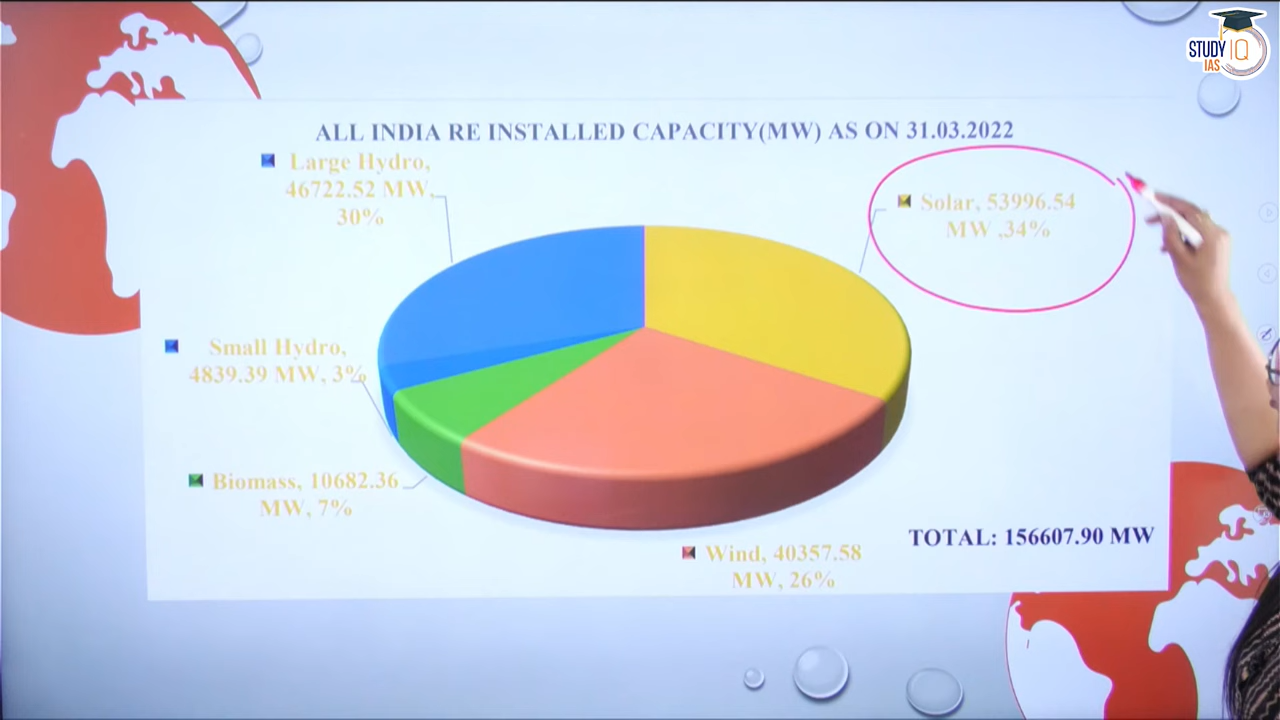 STUDY IQ
IAS
ALL INDIA RE INSTALLED CAPACITY(MW) AS ON 31.03.2022
Large Hydro,
46722.52 MW,
30%
Solar, 53996.54
MW ,34%
Small Hydro,
4839.39 MW, 3%
Biomass, 10682.36
MW, 7%
TOTAL: 156607.90 MW
Wind, 40357.58
MW, 26%